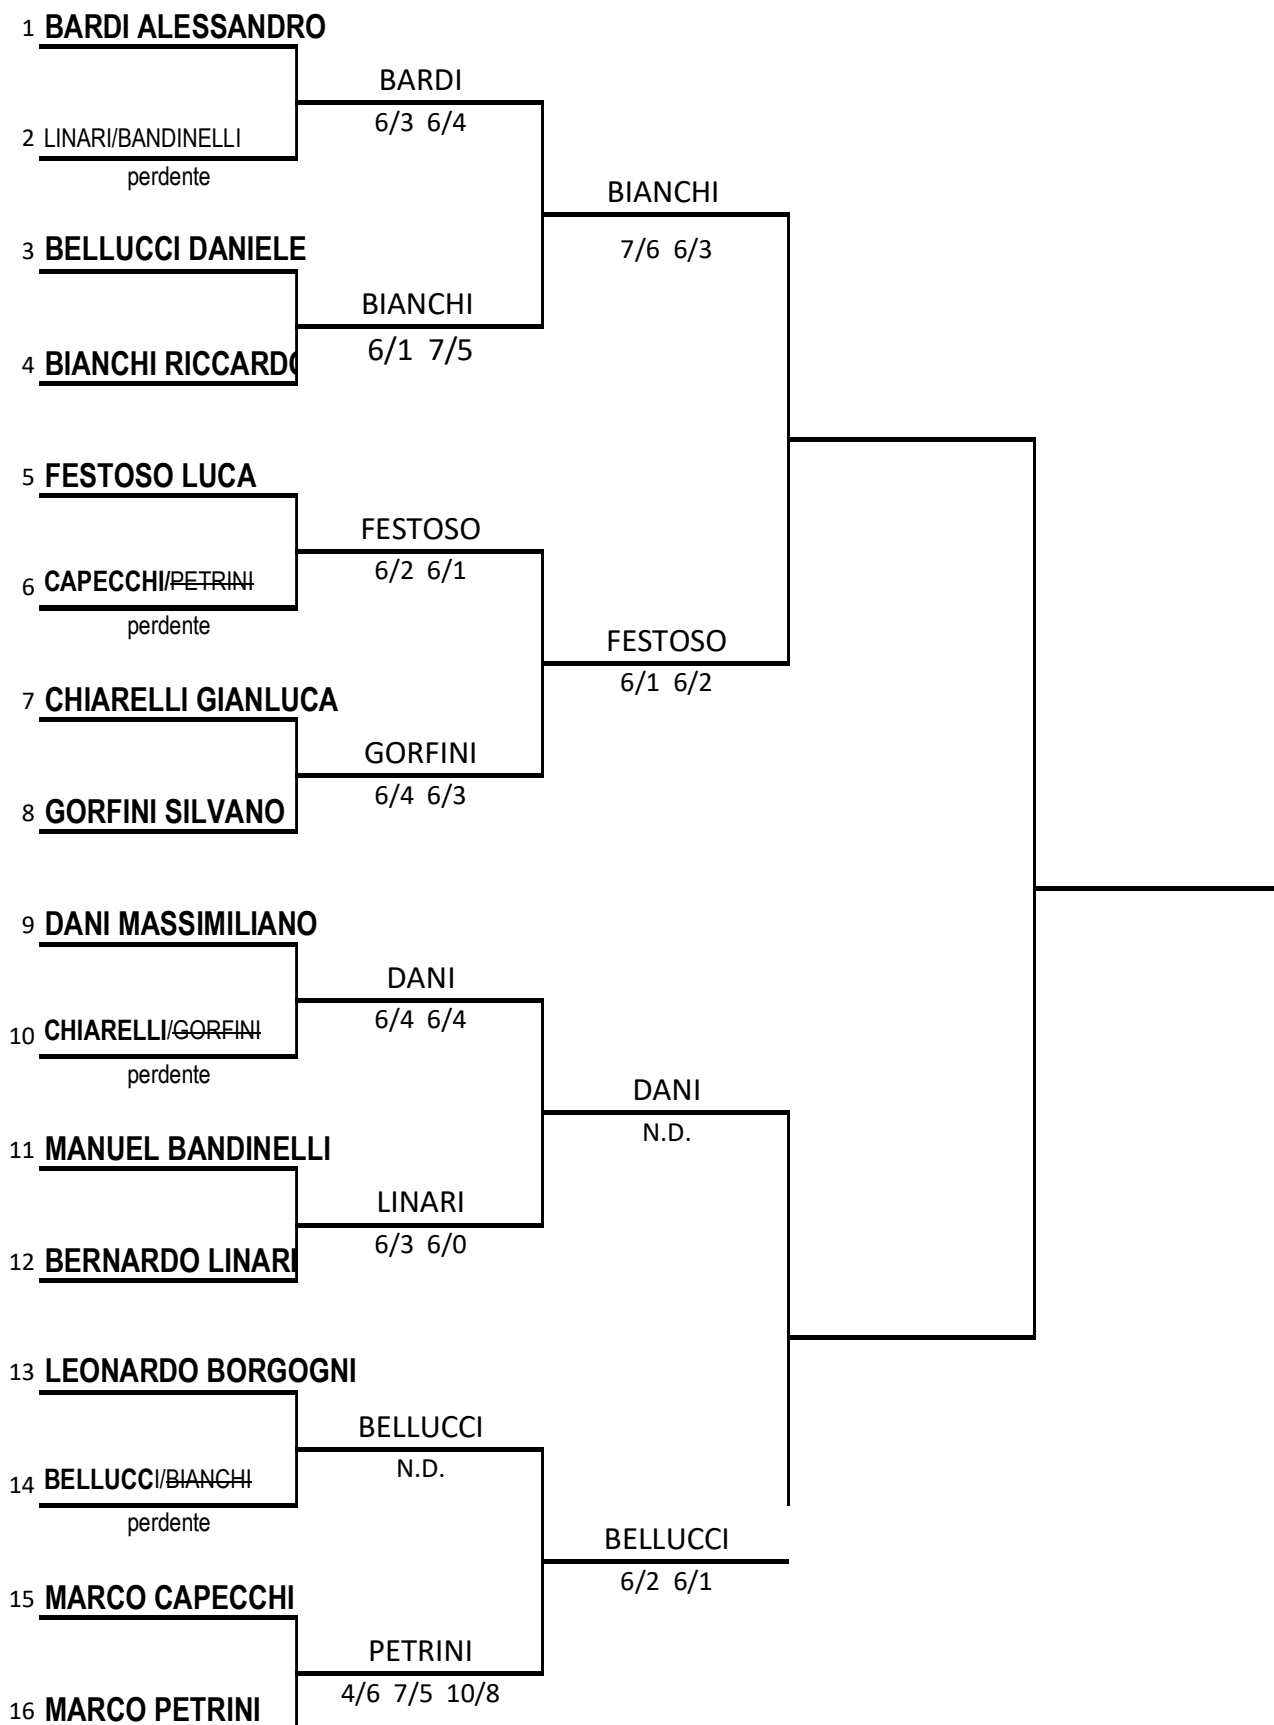 1 BARDI ALESSANDRO
BARDI
6/3 6/4
2 LINARI/BANDINELLI
perdente
BIANCHI
7/6 6/3
3 BELLUCCI DANIELE
BIANCHI
6/1 7/5
4 BIANCHI RICCARDO
5 FESTOSO LUCA
FESTOSO
6/2 6/1
6 CAPECCHI/PETRINI
perdente
FESTOSO
6/1 6/2
7 CHIARELLI GIANLUCA
GORFINI
6/4 6/3
8 GORFINI SILVANO
9 DANI MASSIMILIANO
DANI
6/4 6/4
10 CHIARELLI/GORFINI
perdente
DANI
N.D.
11 MANUEL BANDINELLI
LINARI
6/3 6/0
12 BERNARDO LINARI
13 LEONARDO BORGOGNI
BELLUCCI
N.D.
14 BELLUCCI/BIANCHI
perdente
BELLUCCI
6/2 6/1
15 MARCO CAPECCHI
PETRINI
4/6 7/5 10/8
16 MARCO PETRINI